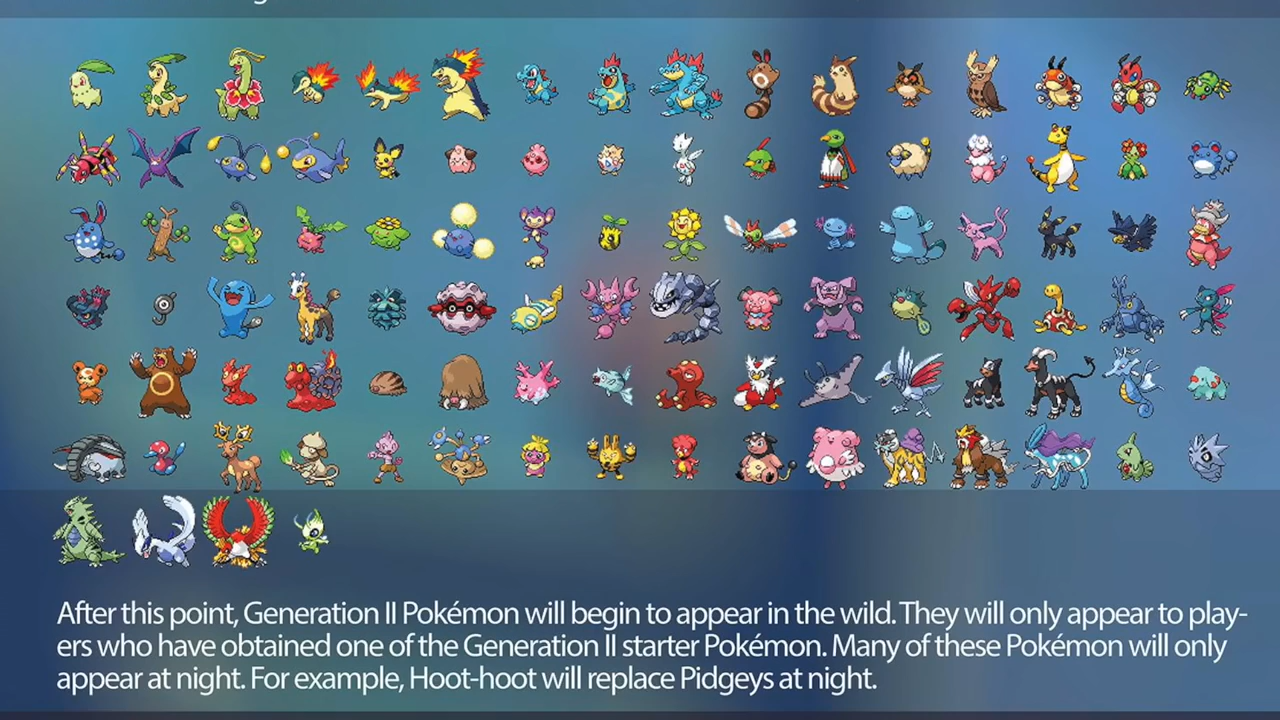 After this point, Generation II Pokémon will begin to appear in the wild. They will only appear to play-
ers who have obtained one of the Generation II starter Pokémon. Many of these Pokémon will only
appear at night. For example, Hoot-hoot will replace Pidgeys at night.